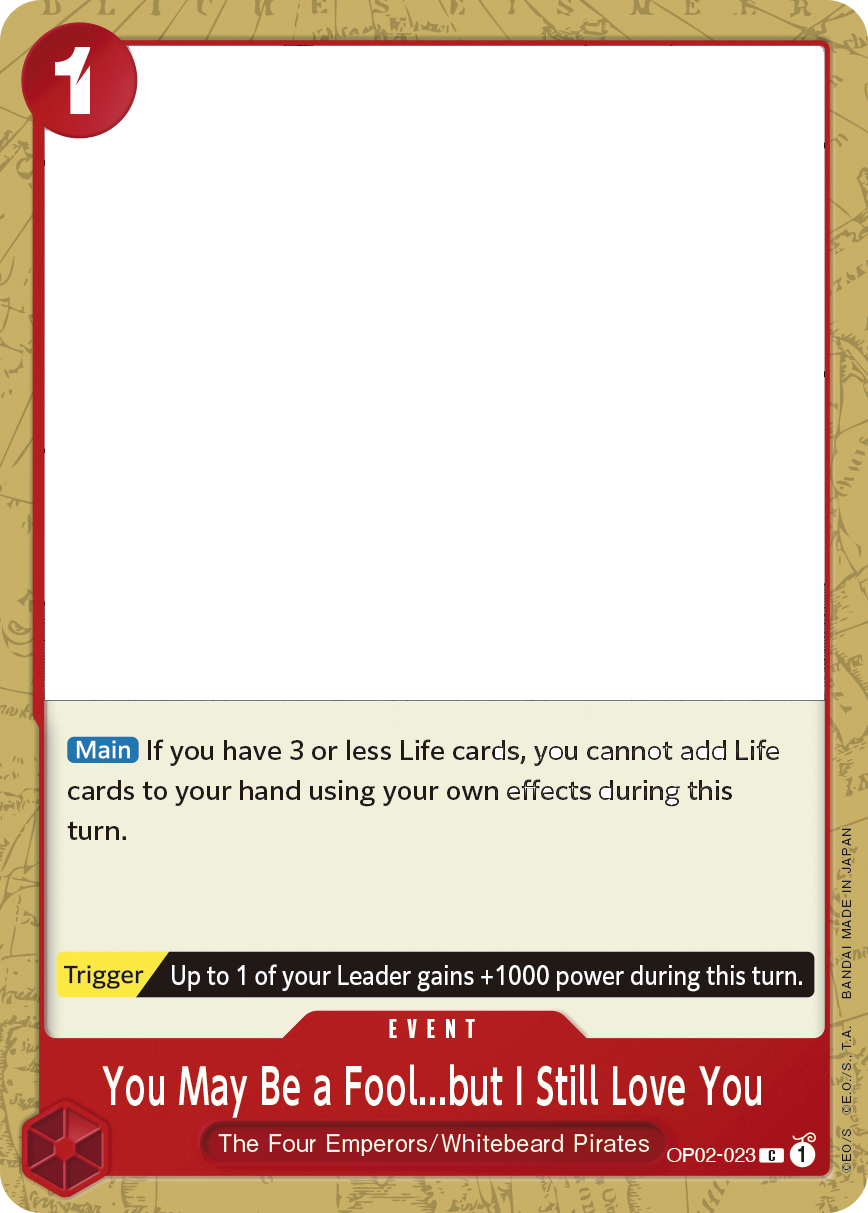 1
Main If you have 3 or less Life cards, you cannot add Life
cards to your hand using your own effects during this
turn.
Trigger Up to 1 of your Leader gains +1000 power during this turn.
EVENT
You May Be a Fool...but I Still Love You
The Four Emperors/Whitebeard Pirates
OP02-023 C 1
©EO/S ©E.O./S., T.A. BANDAI MADE IN JAPAN